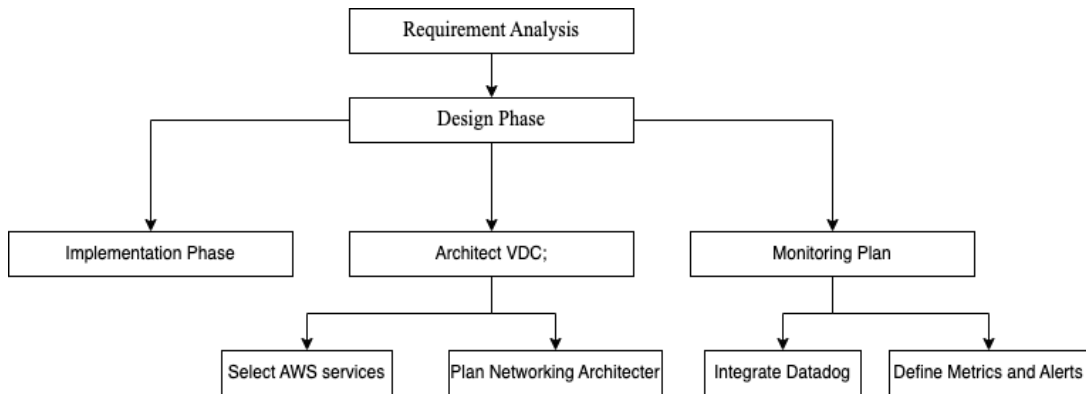 Requirement Analysis
Design Phase
Implementation Phase
Architect VDC;
Monitoring Plan
Select AWS services
Plan Networking Architecter
Integrate Datadog
Define Metrics and Alerts